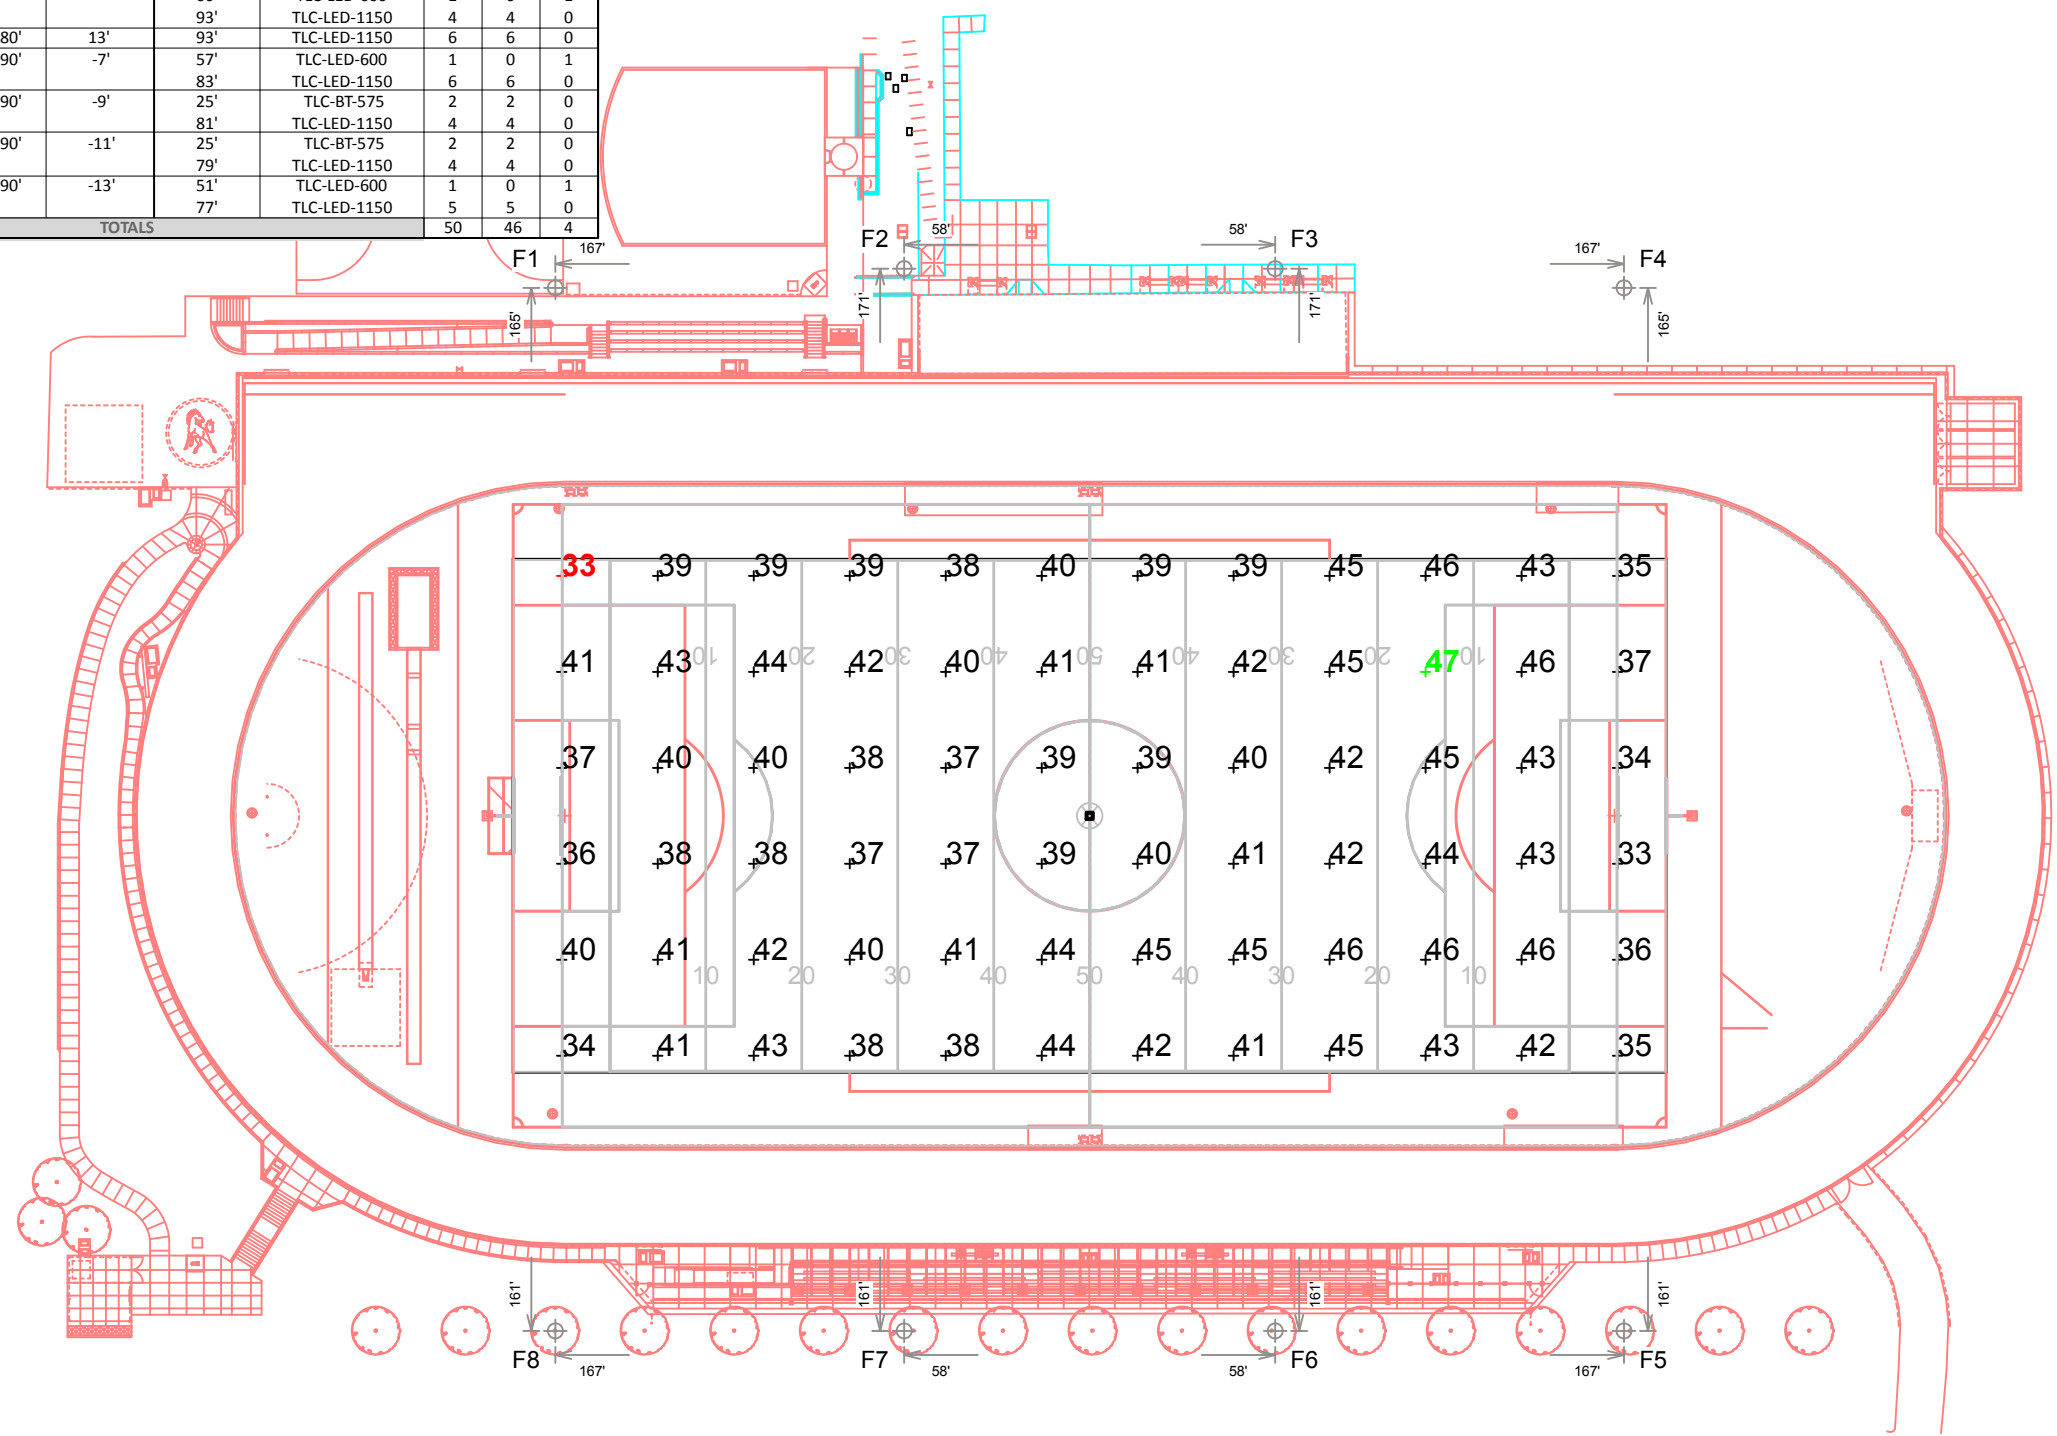 93' TLC-LED-1150 4 4 0
80' 13' 93' TLC-LED-1150 6 6 0
90' -7' 57' TLC-LED-600 1 0 1
83' TLC-LED-1150 6 6 0
90' -9' 25' TLC-BT-575 2 2 0
81' TLC-LED-1150 4 4 0
90' -11' 25' TLC-BT-575 2 2 0
79' TLC-LED-1150 4 4 0
90' -13' 51' TLC-LED-600 1 0 1
77' TLC-LED-1150 5 5 0
TOTALS 50 46 4
F1 167' F2 58' 58' F3 167' F4
165' 171' 171' 165'
33 39 39 39 38 40 39 39 45 46 43 35
41 43 44 42 40 41 41 42 45 47 46 37
10 20 30 40 50 40 30 20 10
37 40 40 38 37 39 39 40 42 45 43 34
36 38 38 37 37 39 40 41 42 44 43 33
40 41 42 40 41 44 45 45 46 46 46 36
10 20 30 40 50 40 30 20 10
34 41 43 38 38 44 42 41 45 43 42 35
161' 161' 161' 161'
F8 167' F7 58' 58' F6 167' F5